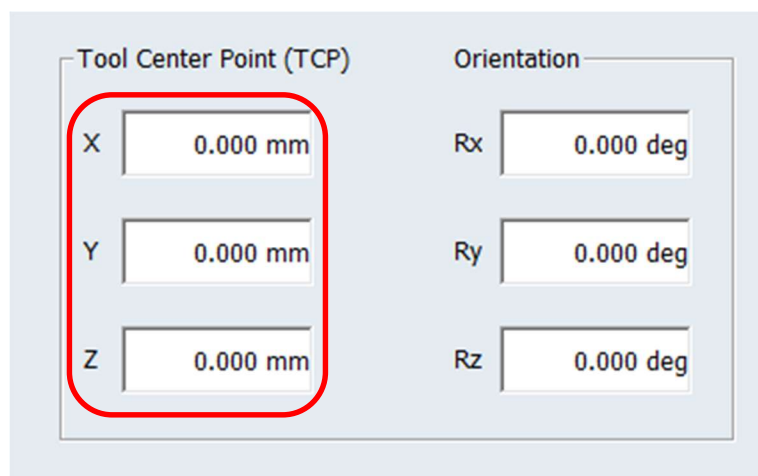 Tool Center Point (TCP) Orientation
X 0.000 mm Rx 0.000 deg
Y 0.000 mm Ry 0.000 deg
Z 0.000 mm Rz 0.000 deg